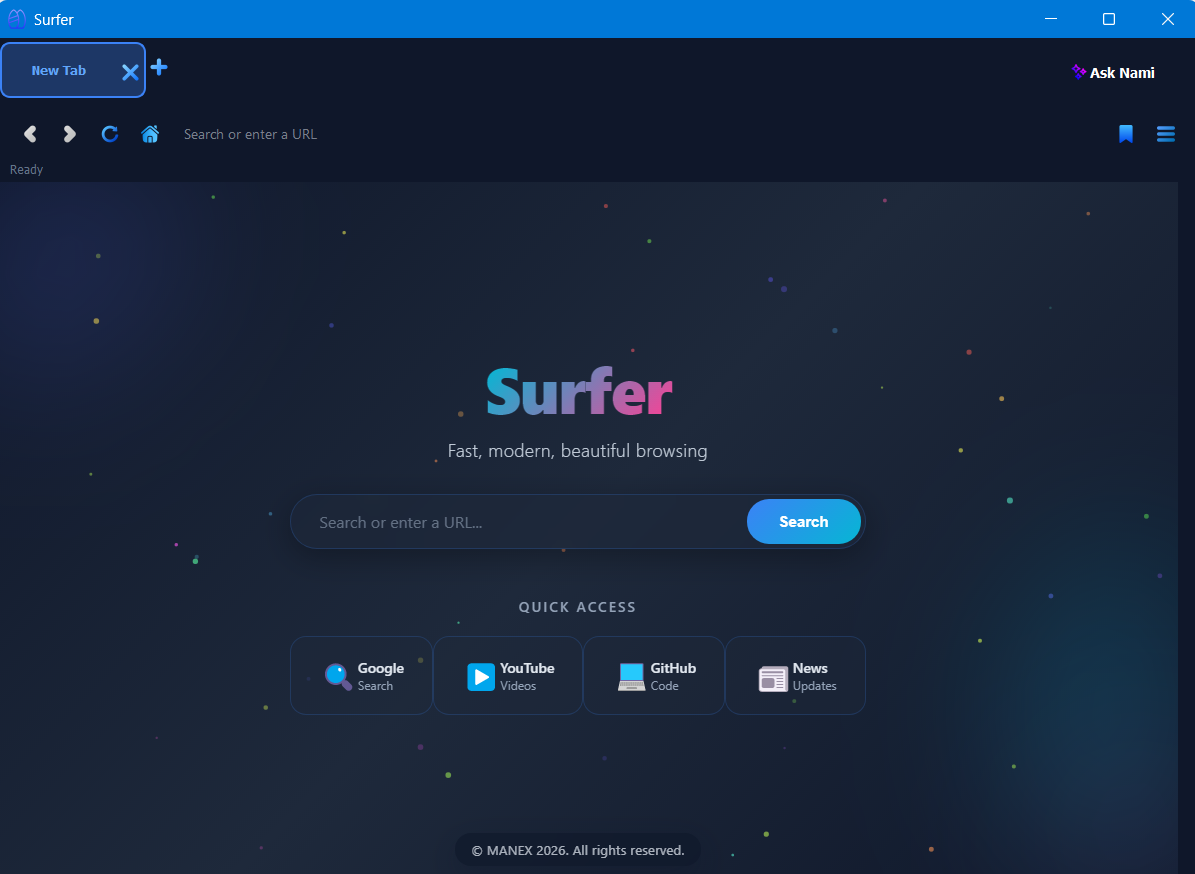 Surfer
New Tab
Ask Nami
Search or enter a URL
Ready
Surfer
Fast, modern, beautiful browsing
Search or enter a URL...
Search
QUICK ACCESS
Google
Search
YouTube
Videos
GitHub
Code
News
Updates
© MANEX 2026. All rights reserved.